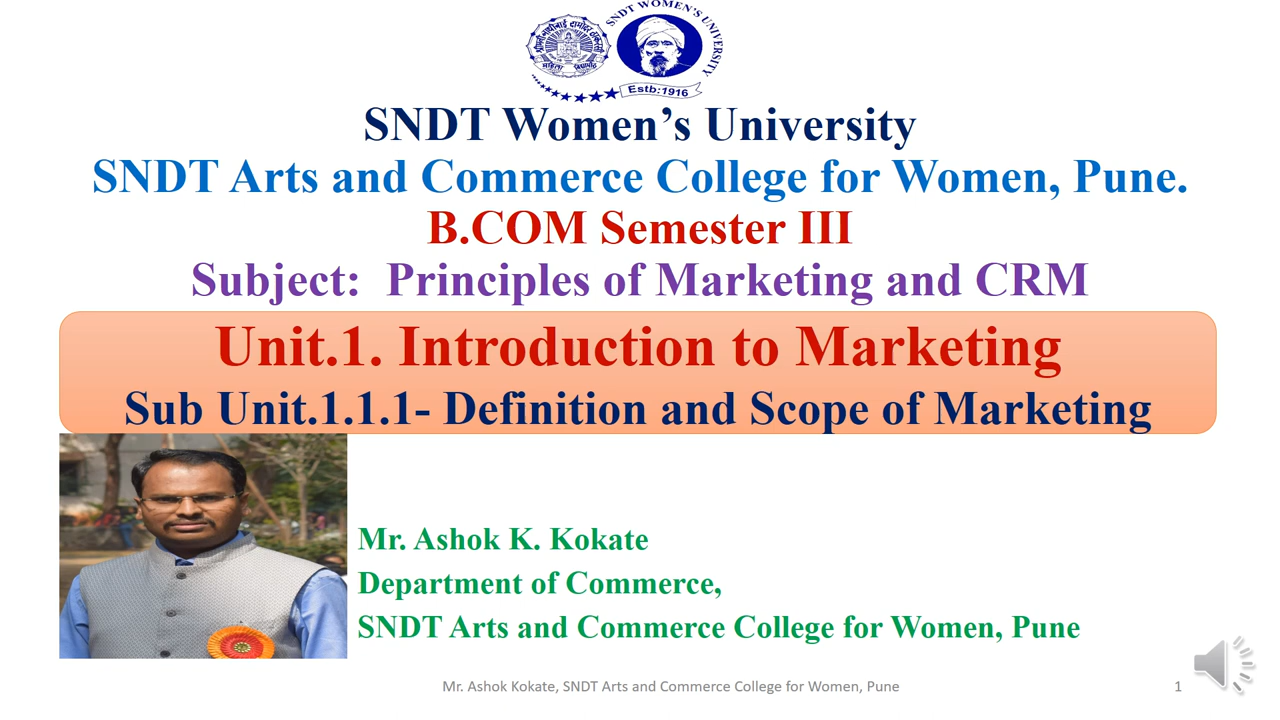 SNDT WOMEN'S UNIVERSITY
Estb:1916
SNDT Women’s University
SNDT Arts and Commerce College for Women, Pune.
B.COM Semester III
Subject:  Principles of Marketing and CRM
Unit.1. Introduction to Marketing
Sub Unit.1.1.1- Definition and Scope of Marketing
Mr. Ashok K. Kokate
Department of Commerce,
SNDT Arts and Commerce College for Women, Pune
Mr. Ashok Kokate, SNDT Arts and Commerce College for Women, Pune
1